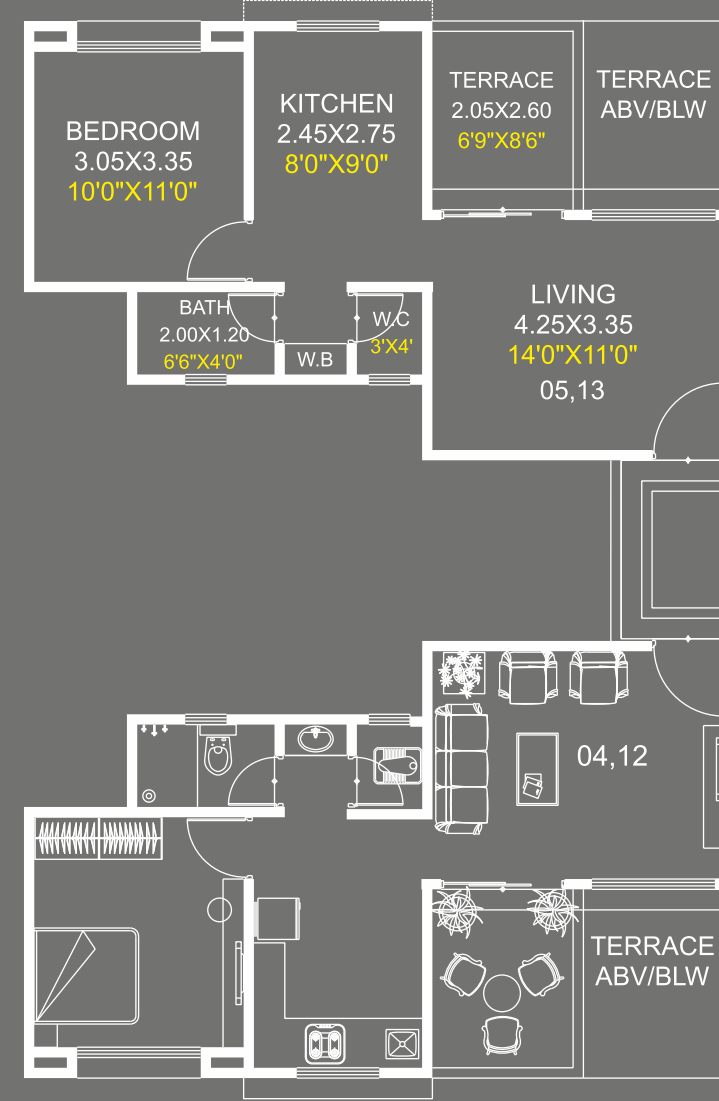 BEDROOM
3.05X3.35
10'0"X11'0"
KITCHEN
2.45X2.75
8'0"X9'0"
TERRACE
2.05X2.60
6'9"X8'6"
TERRACE
ABV/BLW
BATH
2.00X1.20
6'6"X4'0"
W.B
W.C
3'X4'
LIVING
4.25X3.35
14'0"X11'0"
05,13
04,12
TERRACE
ABV/BLW